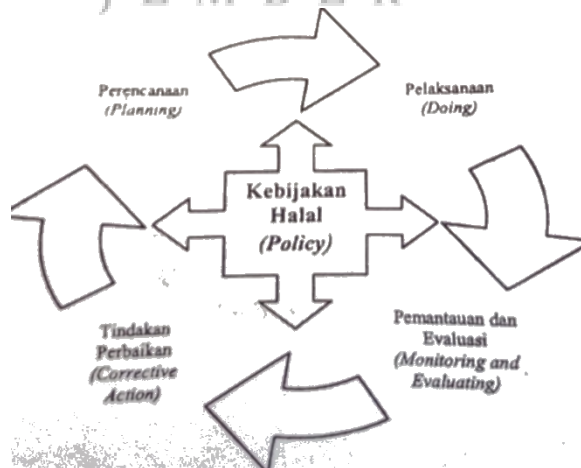 J E M B E R
Perencanaan
(Planning)
Pelaksanaan
(Doing)
Kebijakan
Halal
(Policy)
Tindakan
Perbaikan
(Corrective
Action)
Pemantauan dan
Evaluasi
(Monitoring and
Evaluating)